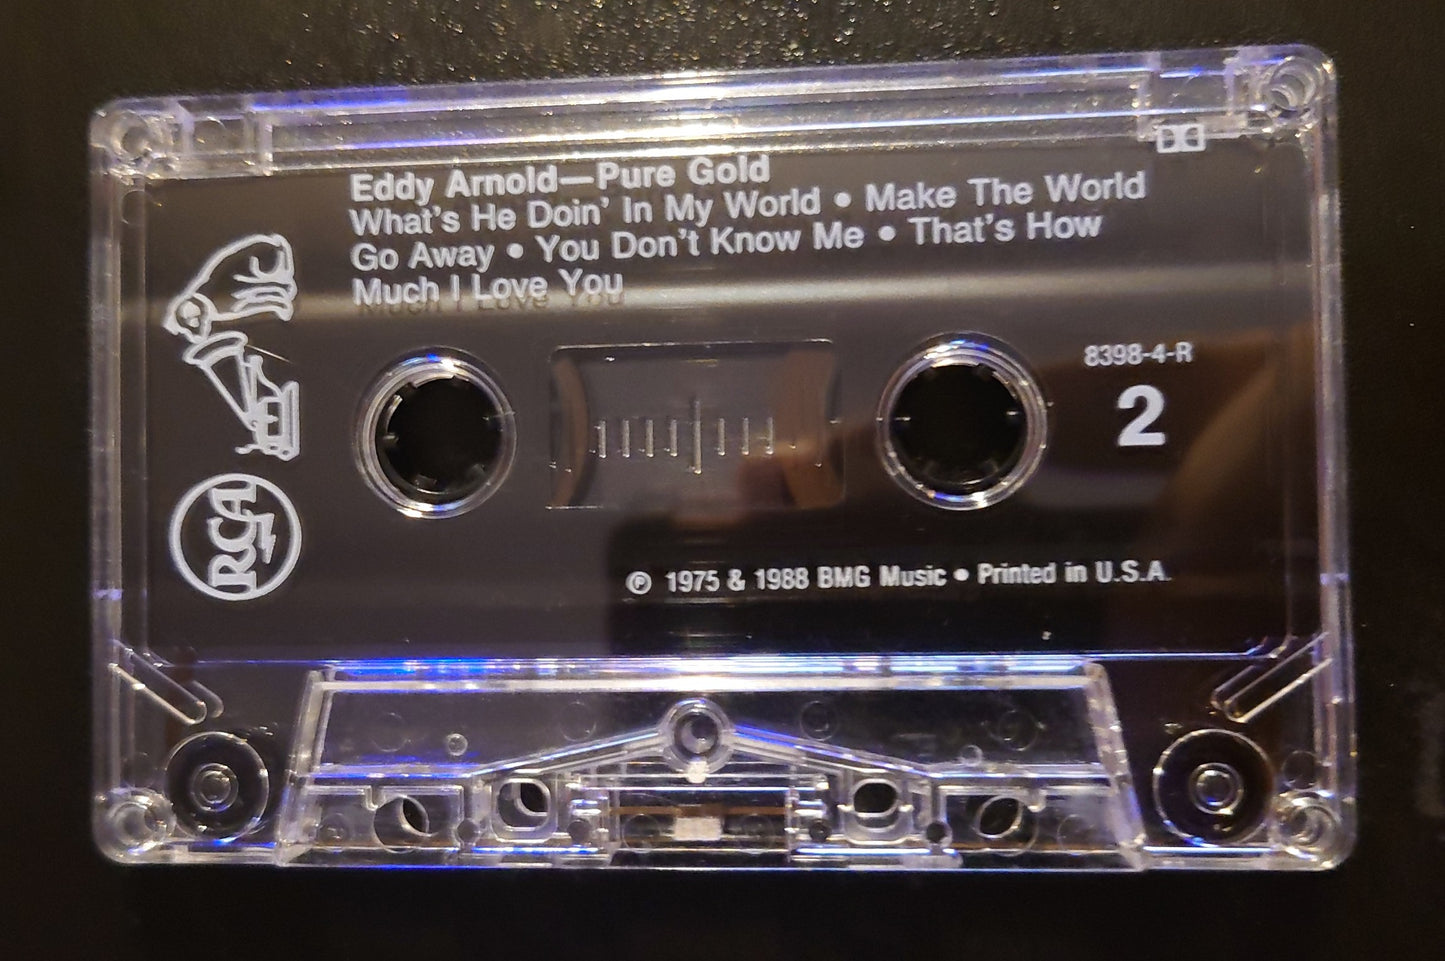 Eddy Arnold—Pure Gold
What's He Doin' In My World • Make The World
Go Away • You Don't Know Me • That's How
Much I Love You
8398-4-R
2
RCA
℗ 1975 & 1988 BMG Music • Printed in U.S.A.